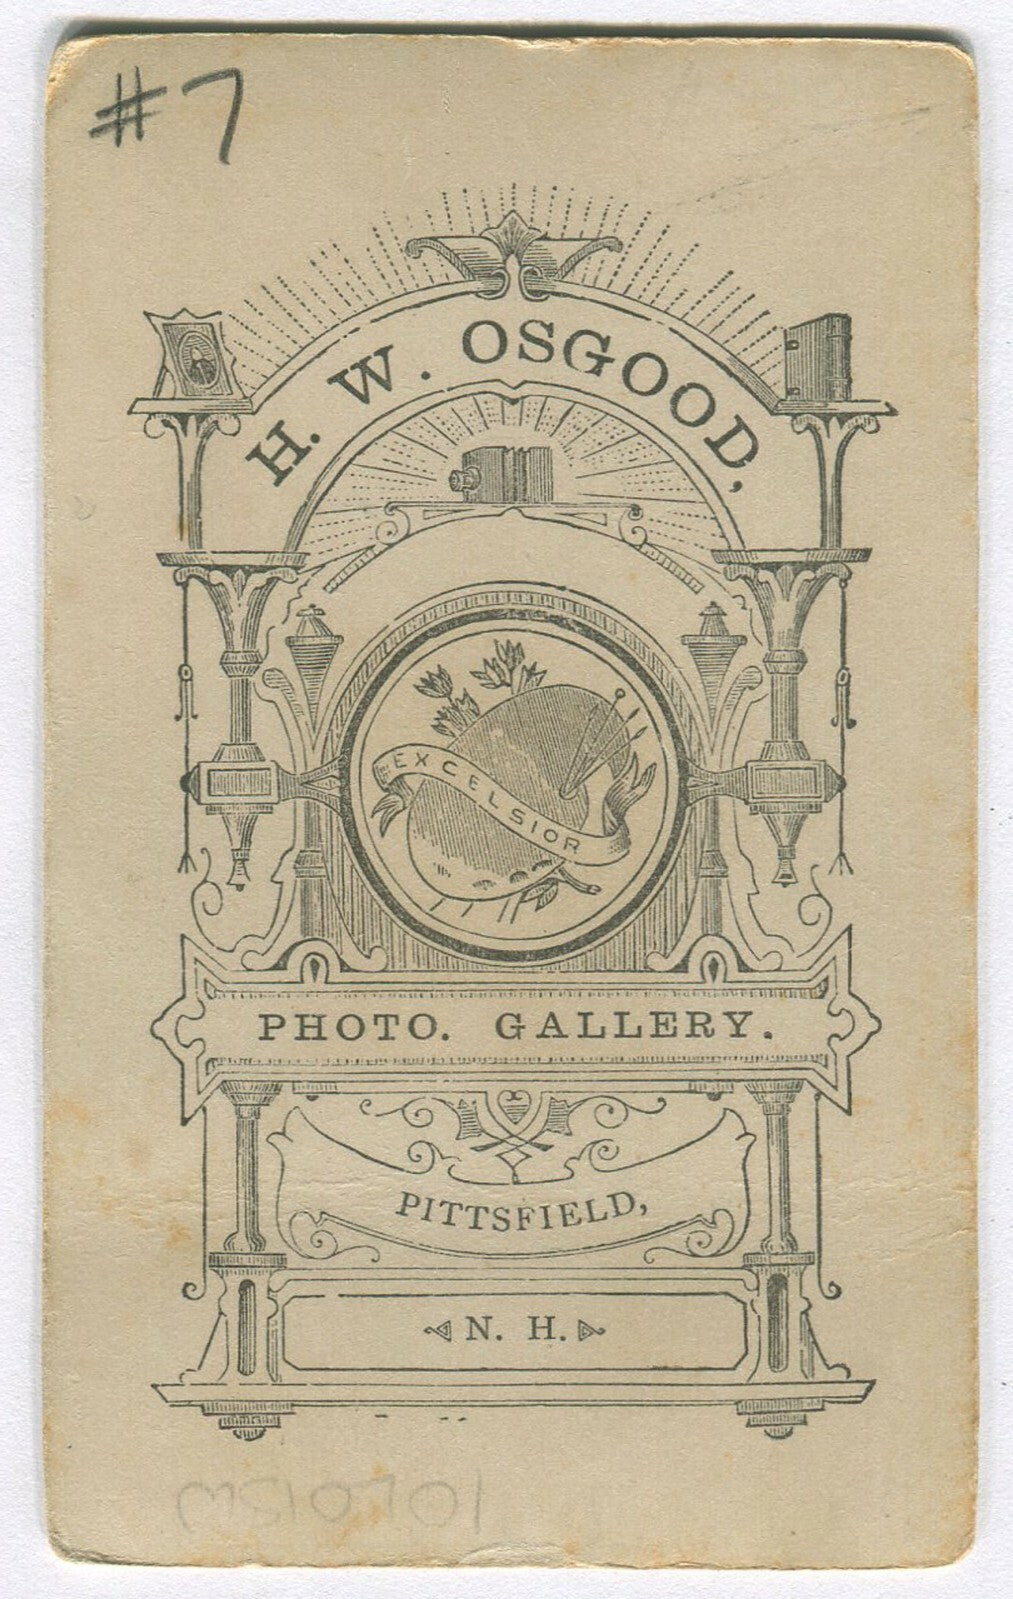 #7
H. W. OSGOOD,
EXCELSIOR
PHOTO. GALLERY.
PITTSFIELD,
N. H.